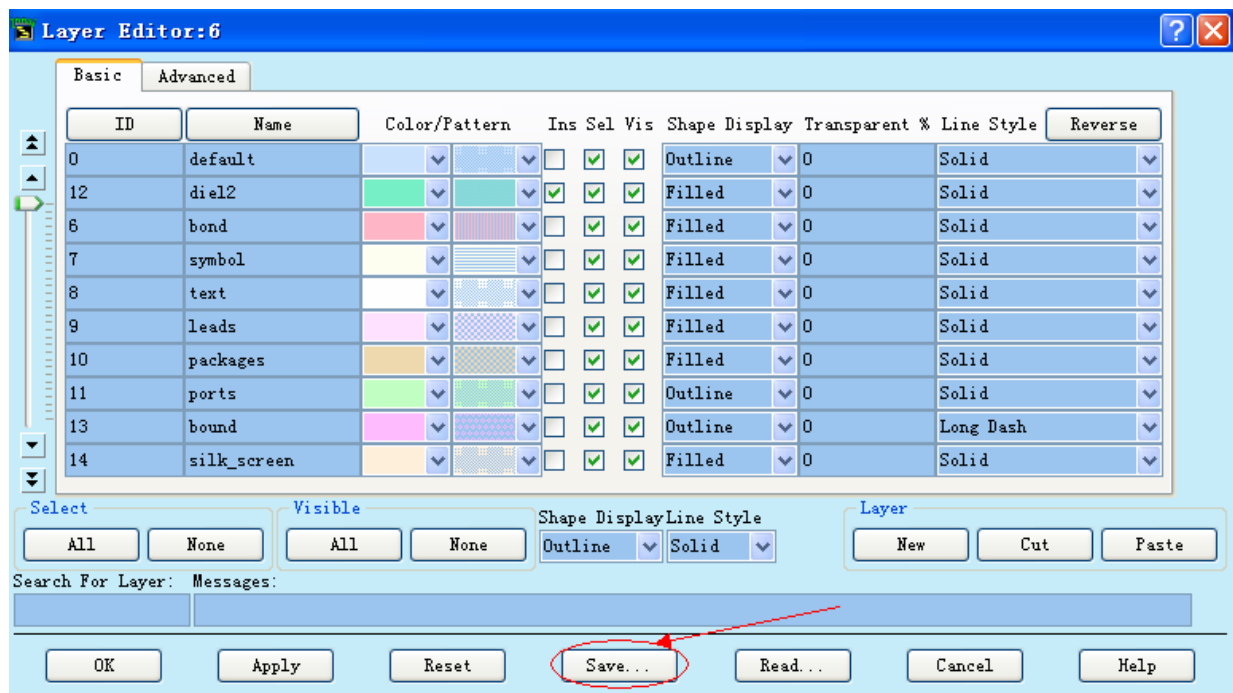 Layer Editor:6
Basic Advanced
ID Name Color/Pattern Ins Sel Vis Shape Display Transparent % Line Style Reverse
0 default Outline 0 Solid
12 diel2 Filled 0 Solid
6 bond Filled 0 Solid
7 symbol Filled 0 Solid
8 text Filled 0 Solid
9 leads Filled 0 Solid
10 packages Filled 0 Solid
11 ports Outline 0 Solid
13 bound Outline 0 Long Dash
14 silk_screen Filled 0 Solid
Select Visible Shape Display Line Style Layer
All None All None Outline Solid New Cut Paste
Search For Layer: Messages:
OK Apply Reset Save... Read... Cancel Help